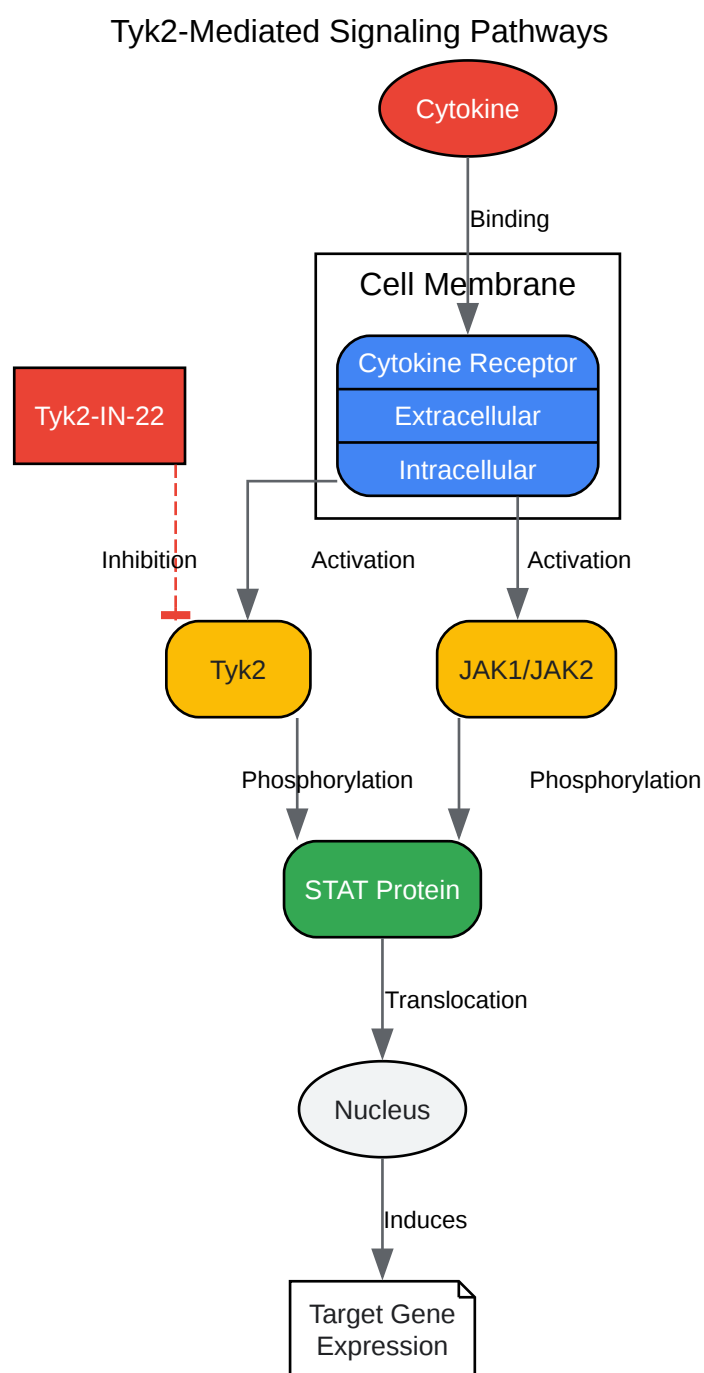 Tyk2-Mediated Signaling Pathways
Cytokine
Binding
Cell Membrane
Cytokine Receptor
Extracellular
Intracellular
Tyk2-IN-22
Inhibition
Activation
Activation
Tyk2
JAK1/JAK2
Phosphorylation
Phosphorylation
STAT Protein
Translocation
Nucleus
Induces
Target Gene
Expression